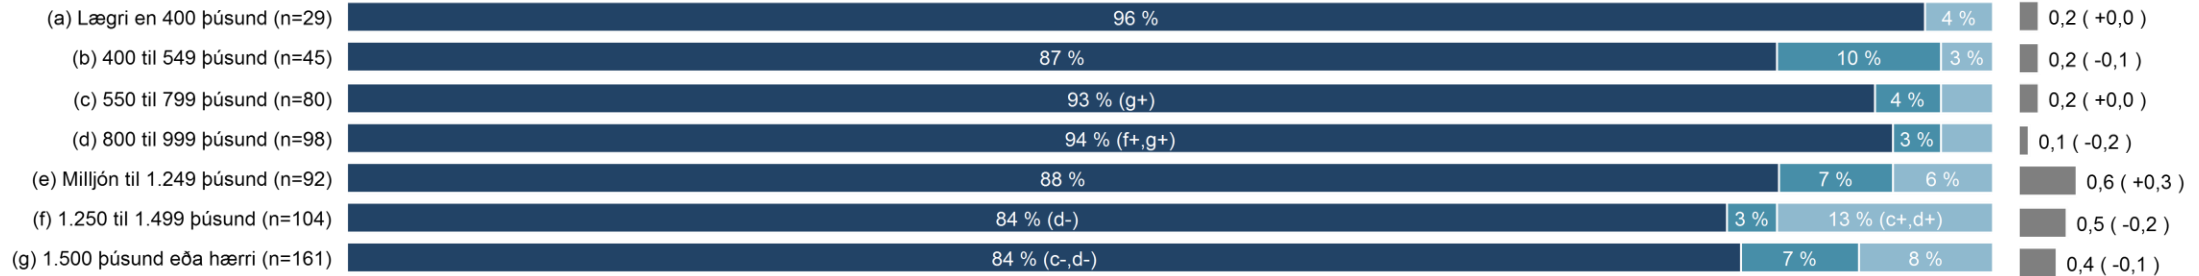 (a) Lægri en 400 þúsund (n=29) 96 % 4 % 0,2 ( +0,0 )
(b) 400 til 549 þúsund (n=45) 87 % 10 % 3 % 0,2 ( -0,1 )
(c) 550 til 799 þúsund (n=80) 93 % (g+) 4 % 0,2 ( +0,0 )
(d) 800 til 999 þúsund (n=98) 94 % (f+,g+) 3 % 0,1 ( -0,2 )
(e) Milljón til 1.249 þúsund (n=92) 88 % 7 % 6 % 0,6 ( +0,3 )
(f) 1.250 til 1.499 þúsund (n=104) 84 % (d-) 3 % 13 % (c+,d+) 0,5 ( -0,2 )
(g) 1.500 þúsund eða hærri (n=161) 84 % (c-,d-) 7 % 8 % 0,4 ( -0,1 )